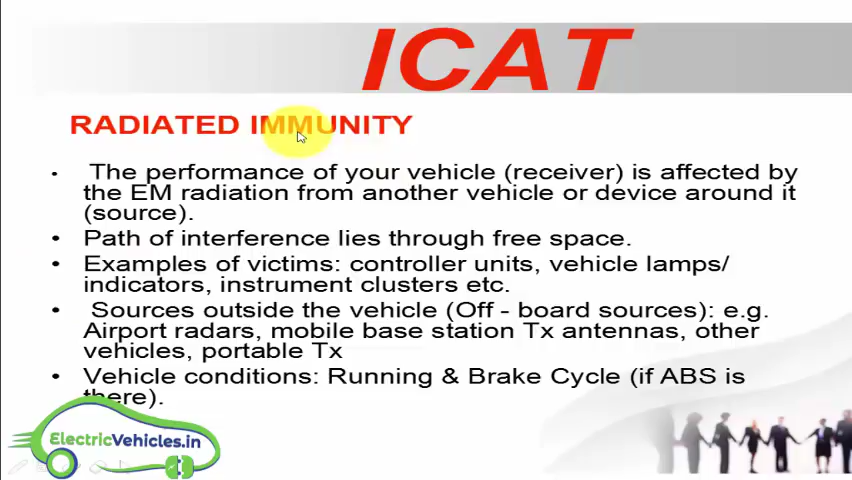 ICAT
RADIATED IMMUNITY
• The performance of your vehicle (receiver) is affected by
the EM radiation from another vehicle or device around it
(source).
• Path of interference lies through free space.
• Examples of victims: controller units, vehicle lamps/
indicators, instrument clusters etc.
• Sources outside the vehicle (Off - board sources): e.g.
Airport radars, mobile base station Tx antennas, other
vehicles, portable Tx
• Vehicle conditions: Running & Brake Cycle (if ABS is
there).
ElectricVehicles.in